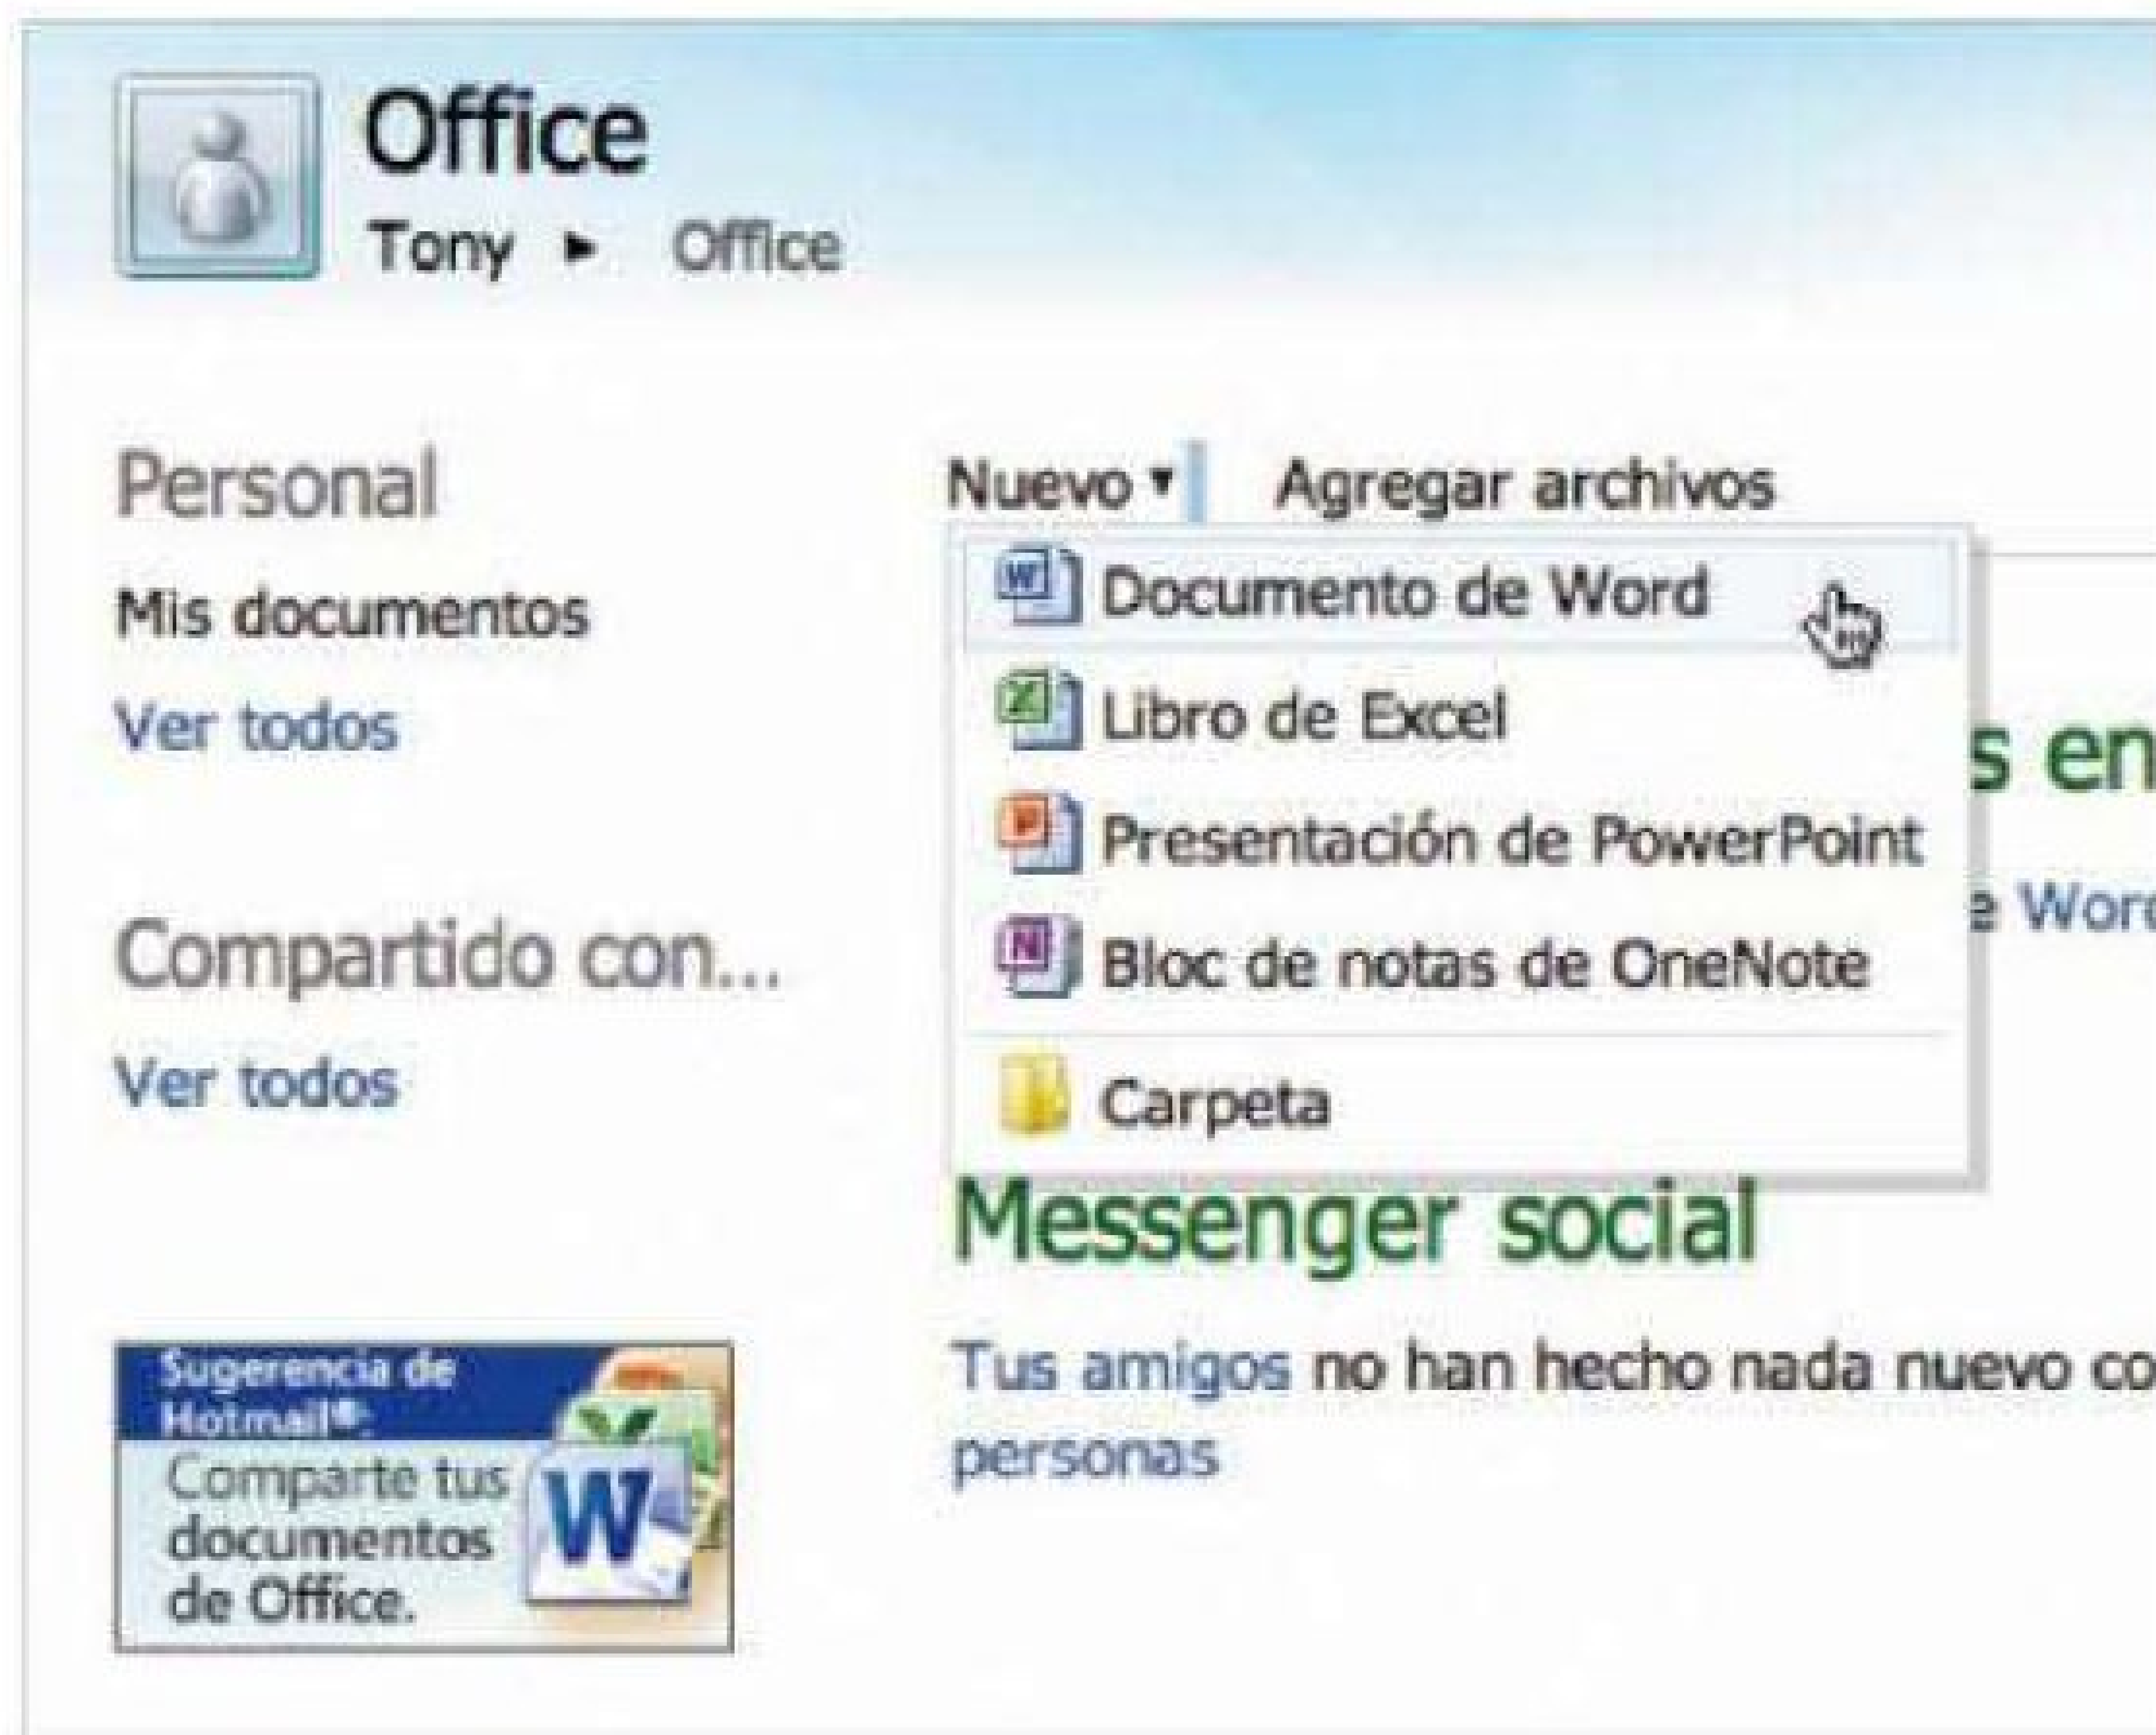 Office
Tony ► Office
Personal
Mis documentos
Ver todos
Compartido con...
Ver todos
Sugerencia de
Hotmail®:
Comparte tus
documentos
de Office.
Nuevo ▾ Agregar archivos
Documento de Word
Libro de Excel
Presentación de PowerPoint
Bloc de notas de OneNote
Carpeta
s en
e Word
Messenger social
Tus amigos no han hecho nada nuevo co
personas